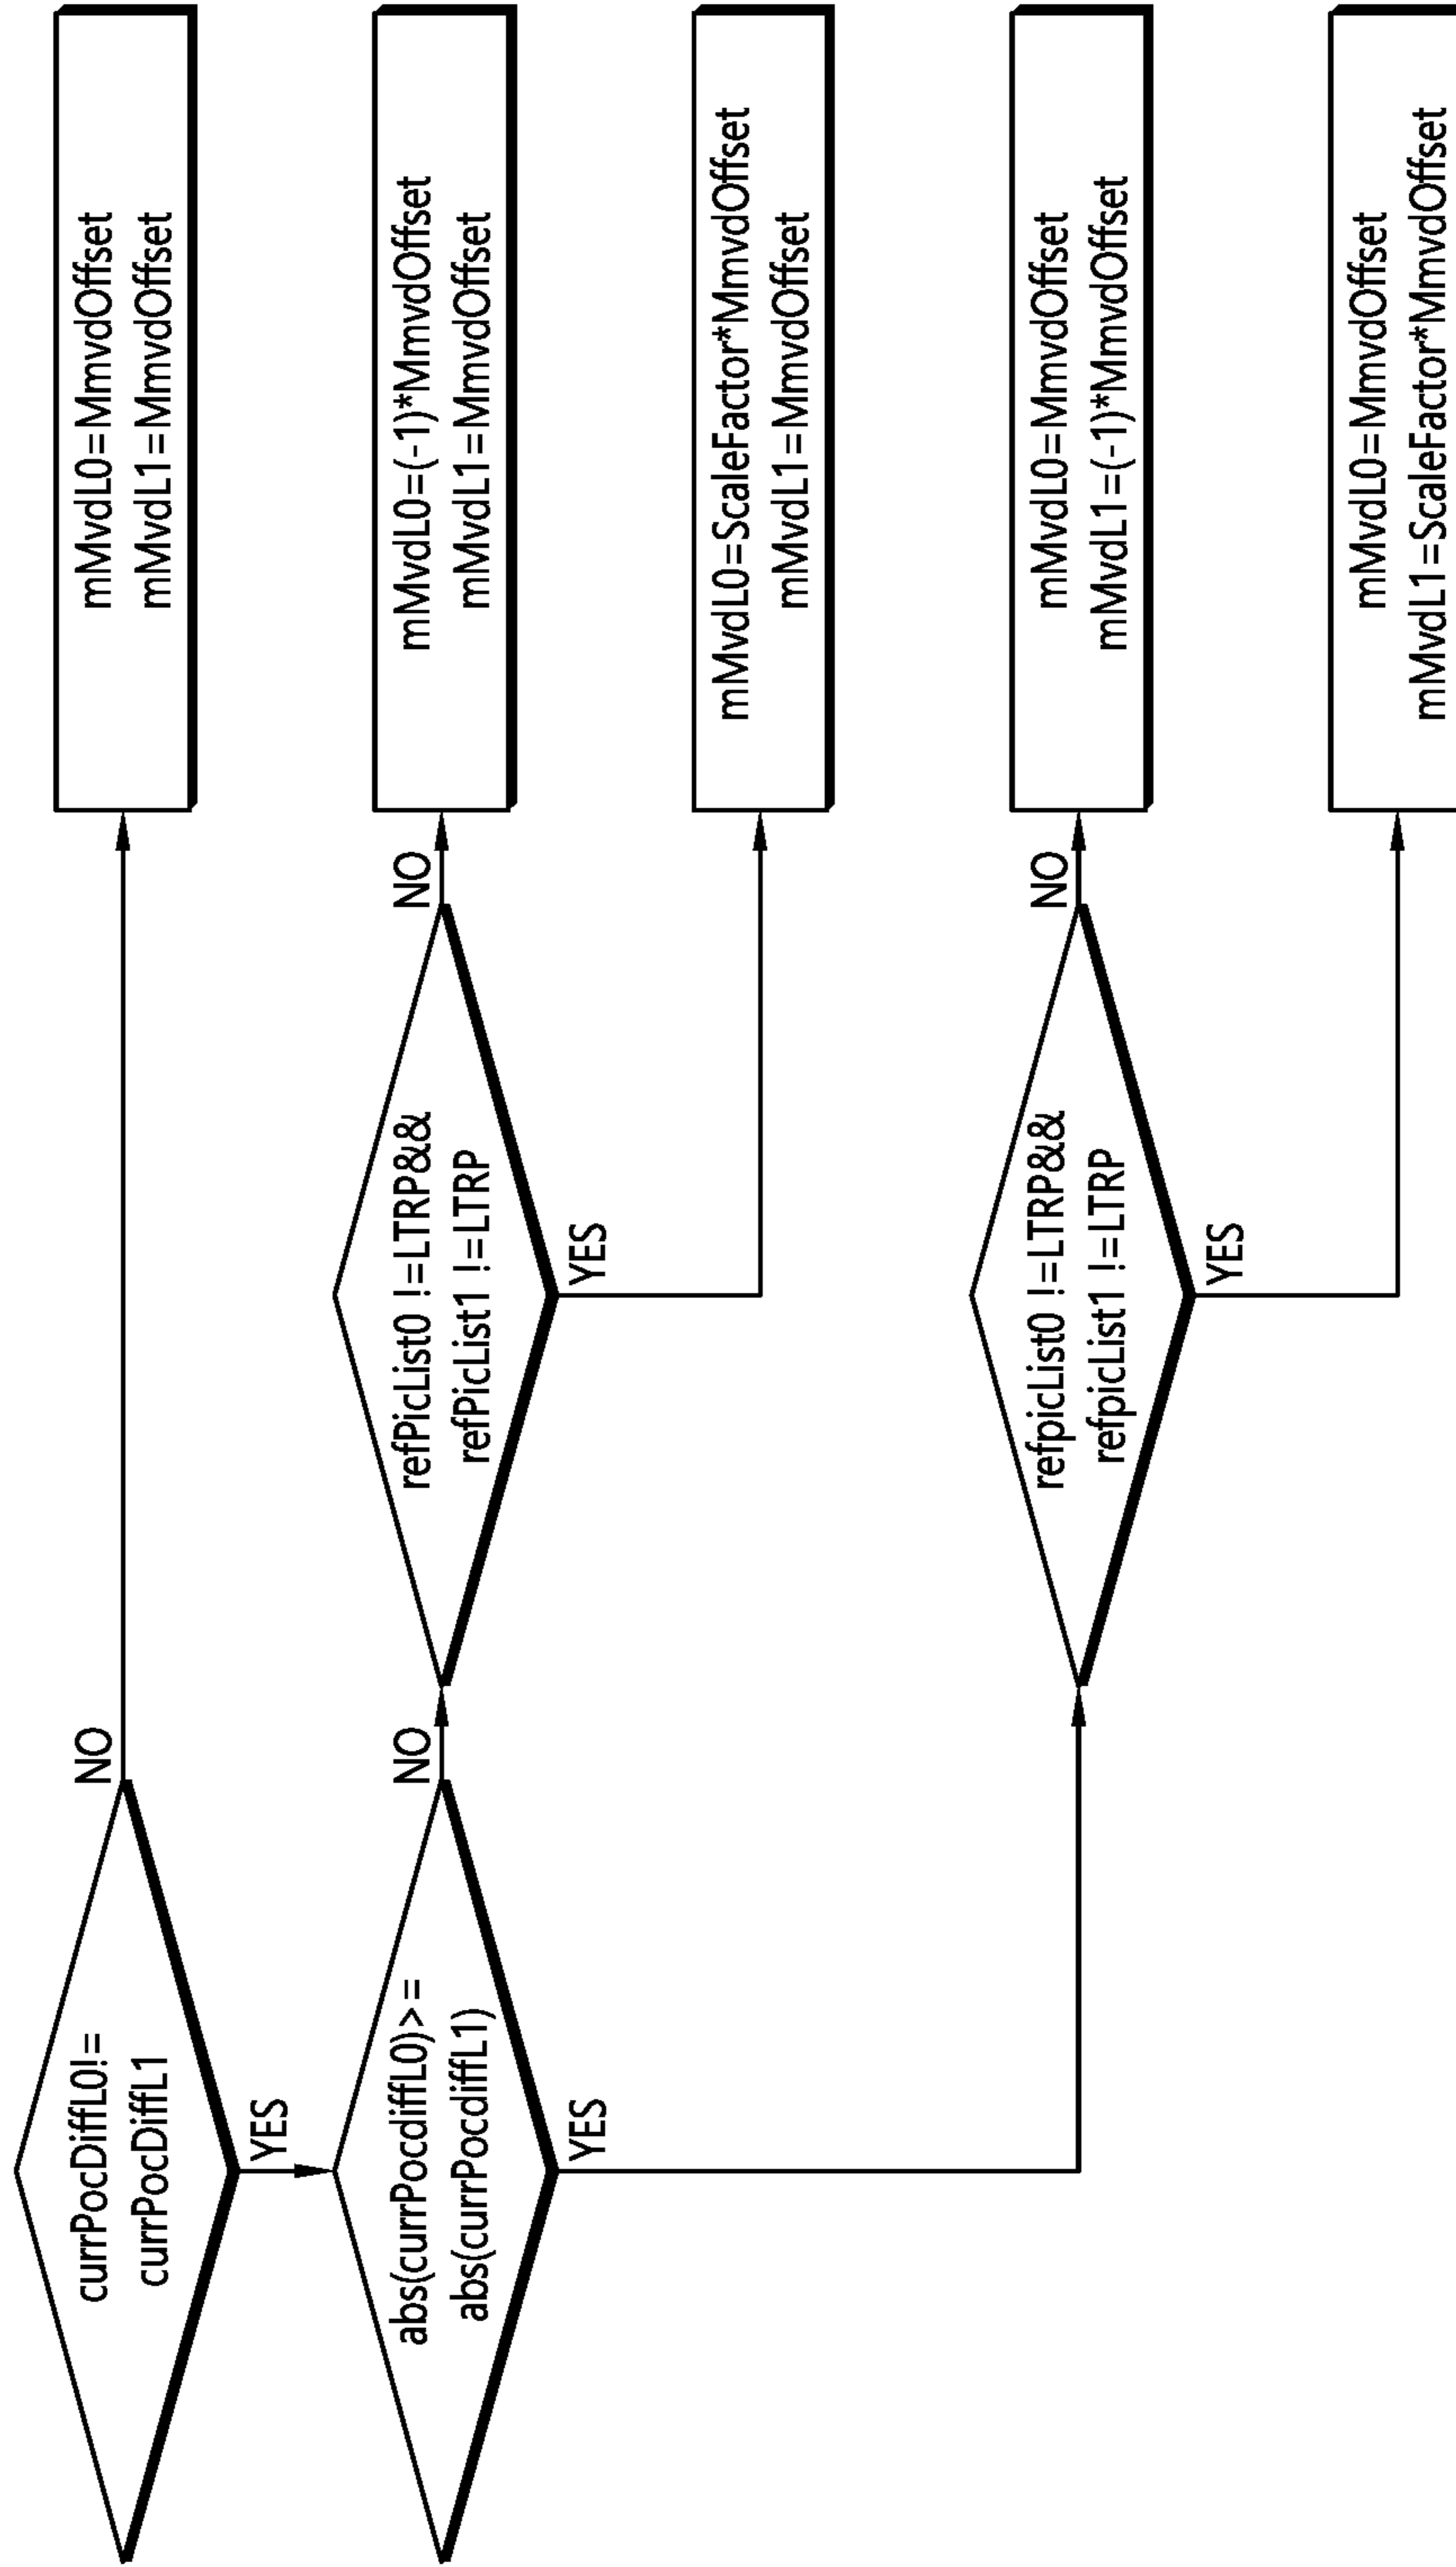 currPocDiffL0!=
currPocDiffL1
NO
mMvdL0=MmvdOffset
mMvdL1=MmvdOffset
YES
abs(currPocdiffL0)>=
abs(currPocdiffL1)
NO
refPicList0 !=LTRP&&
refPicList1 !=LTRP
NO
mMvdL0=(-1)*MmvdOffset
mMvdL1=MmvdOffset
YES
YES
mMvdL0=ScaleFactor*MmvdOffset
mMvdL1=MmvdOffset
refpicList0 !=LTRP&&
refpicList1 !=LTRP
NO
mMvdL0=MmvdOffset
mMvdL1=(-1)*MmvdOffset
YES
mMvdL0=MmvdOffset
mMvdL1=ScaleFactor*MmvdOffset